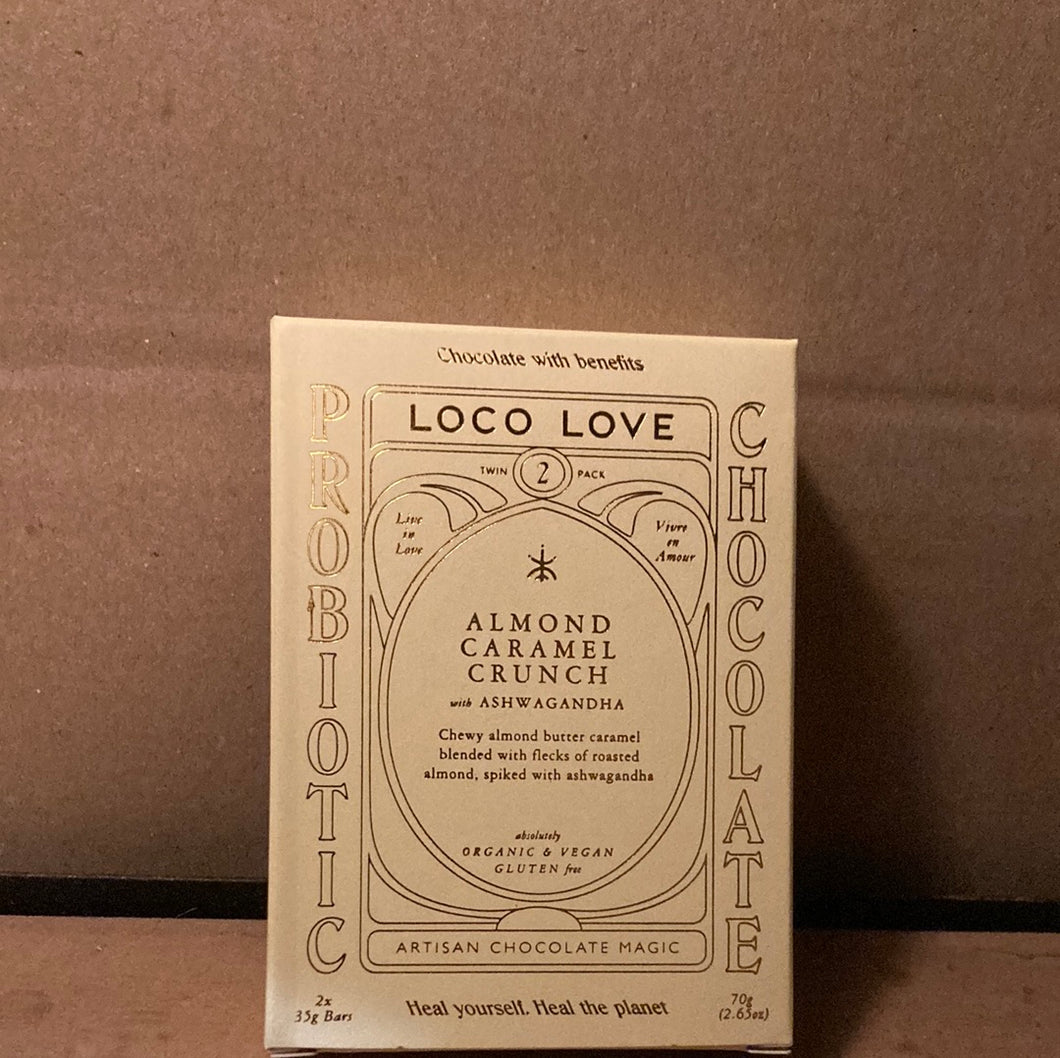 Chocolate with benefits
PROBIOTIC
CHOCOLATE
LOCO LOVE
TWIN 2 PACK
Live
in
Love
Vivre
en
Amour
ALMOND
CARAMEL
CRUNCH
with ASHWAGANDHA
Chewy almond butter caramel
blended with flecks of roasted
almond, spiked with ashwagandha
absolutely
ORGANIC & VEGAN
GLUTEN free
ARTISAN CHOCOLATE MAGIC
2x
35g Bars
Heal yourself. Heal the planet
70g
(2.65oz)